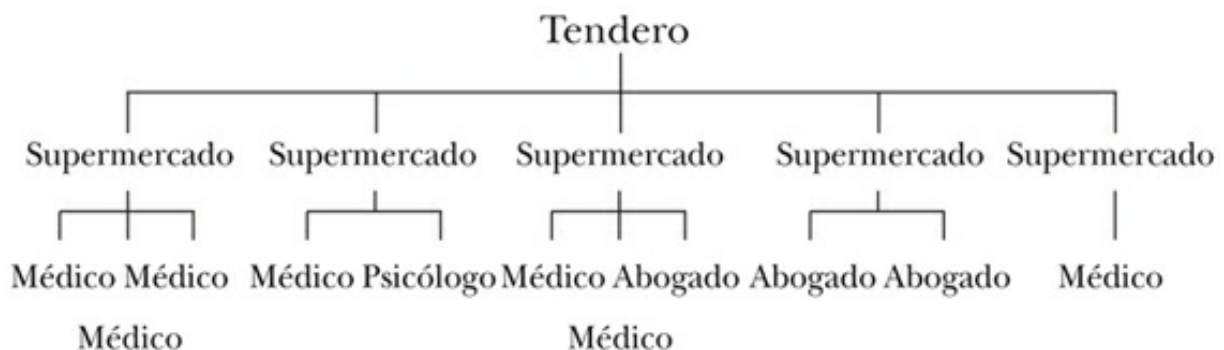 Tendero
Supermercado Supermercado Supermercado Supermercado Supermercado
Médico Médico Médico Psicólogo Médico Abogado Abogado Abogado Médico
Médico Médico